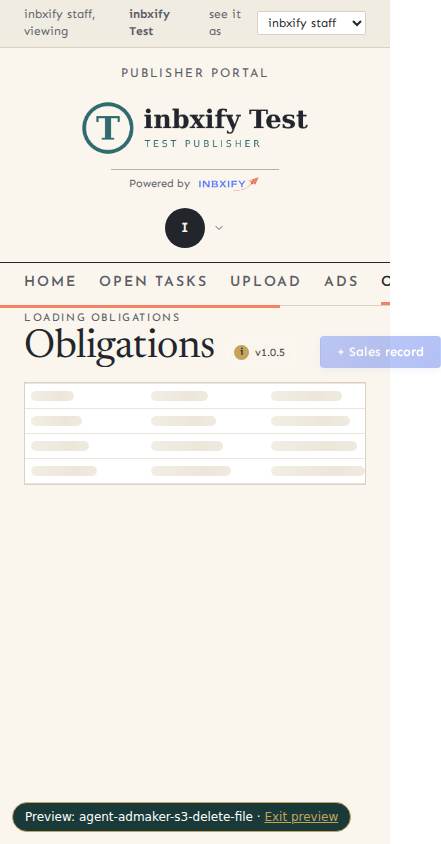 inbxify staff, viewing
inbxify Test
see it as
inbxify staff
PUBLISHER PORTAL
T
inbxify Test
TEST PUBLISHER
Powered by INBXIFY
I
HOME OPEN TASKS UPLOAD ADS
LOADING OBLIGATIONS
Obligations
i v1.0.5
+ Sales record
Preview: agent-admaker-s3-delete-file · Exit preview